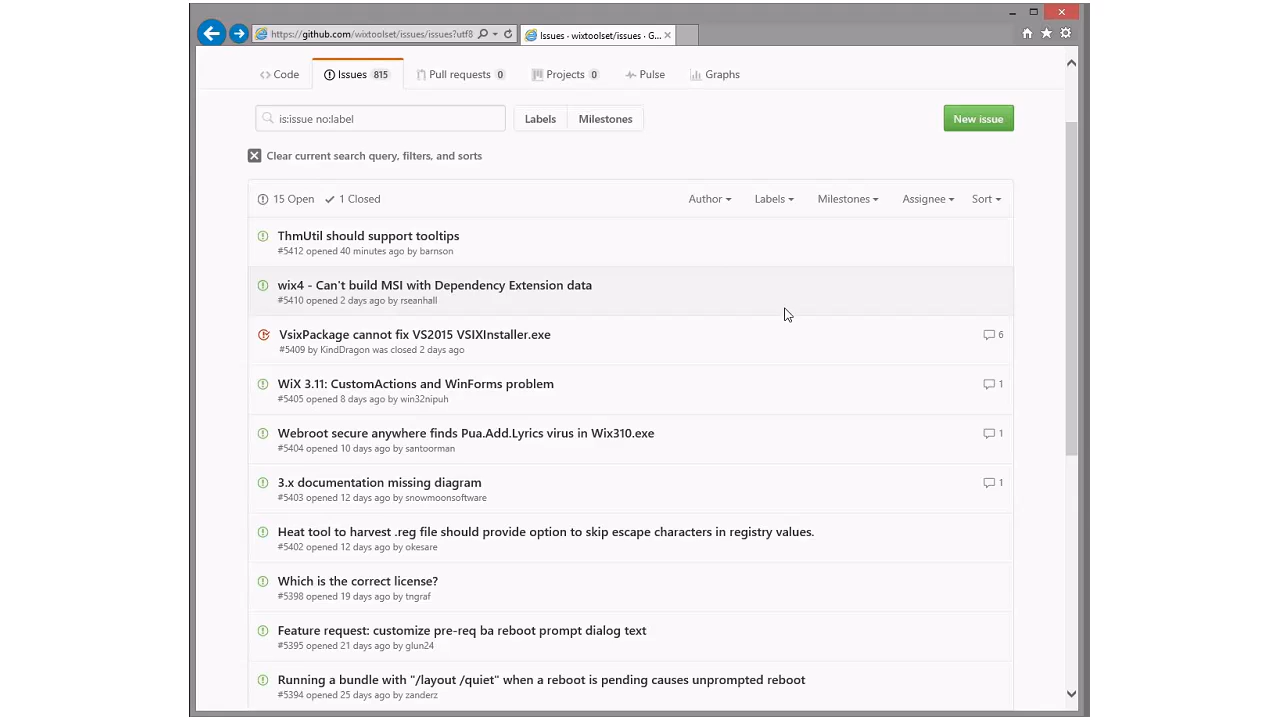 https://github.com/wixtoolset/issues/issues?utf8
Issues · wixtoolset/issues · G...
Code
Issues 815
Pull requests 0
Projects 0
Pulse
Graphs
is:issue no:label
Labels
Milestones
New issue
Clear current search query, filters, and sorts
15 Open
1 Closed
Author
Labels
Milestones
Assignee
Sort
ThmUtil should support tooltips
#5412 opened 40 minutes ago by barnson
wix4 - Can't build MSI with Dependency Extension data
#5410 opened 2 days ago by rseanhall
VsixPackage cannot fix VS2015 VSIXInstaller.exe
6
#5409 by KindDragon was closed 2 days ago
WiX 3.11: CustomActions and WinForms problem
1
#5405 opened 8 days ago by win32nipuh
Webroot secure anywhere finds Pua.Add.Lyrics virus in Wix310.exe
1
#5404 opened 10 days ago by santoorman
3.x documentation missing diagram
1
#5403 opened 12 days ago by snowmoonsoftware
Heat tool to harvest .reg file should provide option to skip escape characters in registry values.
#5402 opened 12 days ago by okesare
Which is the correct license?
#5398 opened 19 days ago by tngraf
Feature request: customize pre-req ba reboot prompt dialog text
#5395 opened 21 days ago by glun24
Running a bundle with "/layout /quiet" when a reboot is pending causes unprompted reboot
#5394 opened 25 days ago by zanderz